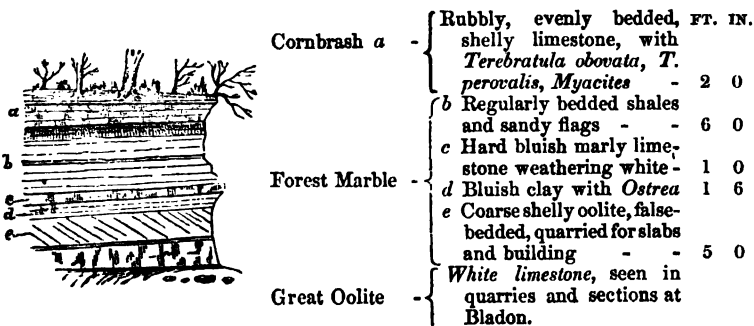 Rubbly, evenly bedded, FT. IN.
Cornbrash a - shelly limestone, with
Terebratula obovata, T.
perovalis, Myacites - 2 0
b Regularly bedded shales
and sandy flags - - 6 0
c Hard bluish marly lime-
stone weathering white - 1 0
Forest Marble - d Bluish clay with Ostrea 1 6
e Coarse shelly oolite, false-
bedded, quarried for slabs
and building - - 5 0
White limestone, seen in
Great Oolite - quarries and sections at
Bladon.
a
b
c
d
e